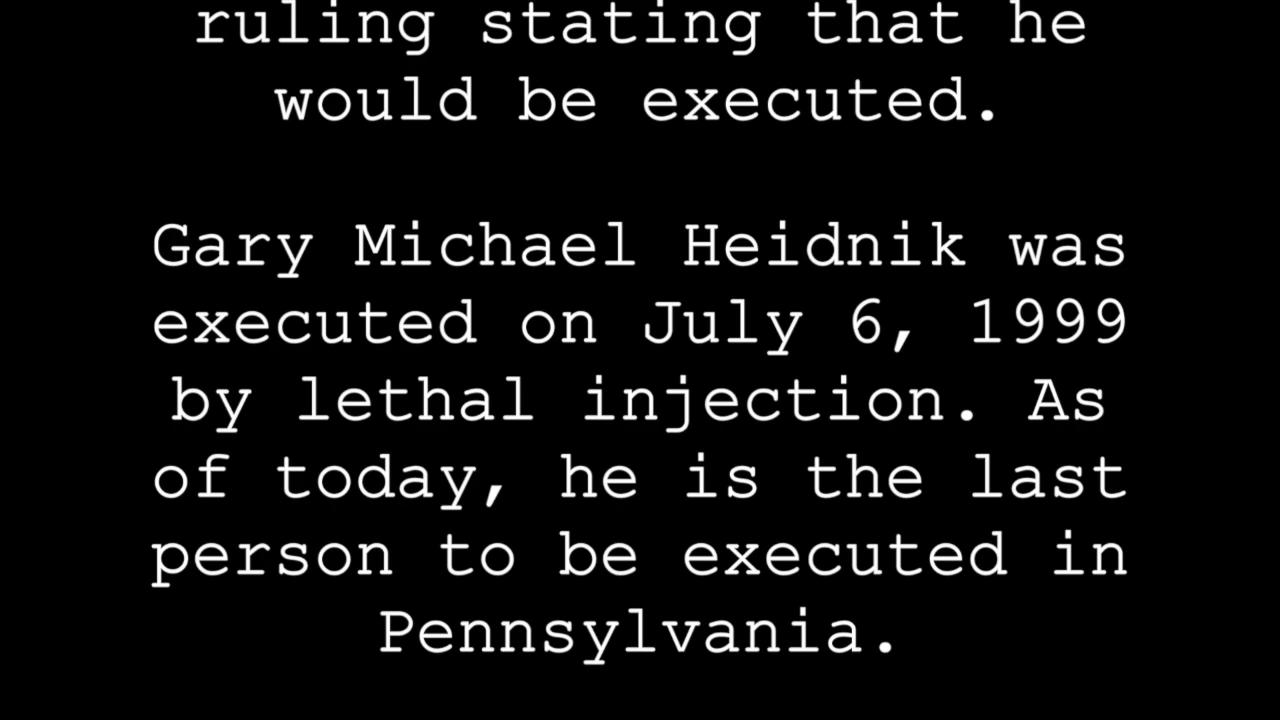 ruling stating that he
would be executed.
Gary Michael Heidnik was
executed on July 6, 1999
by lethal injection. As
of today, he is the last
person to be executed in
Pennsylvania.